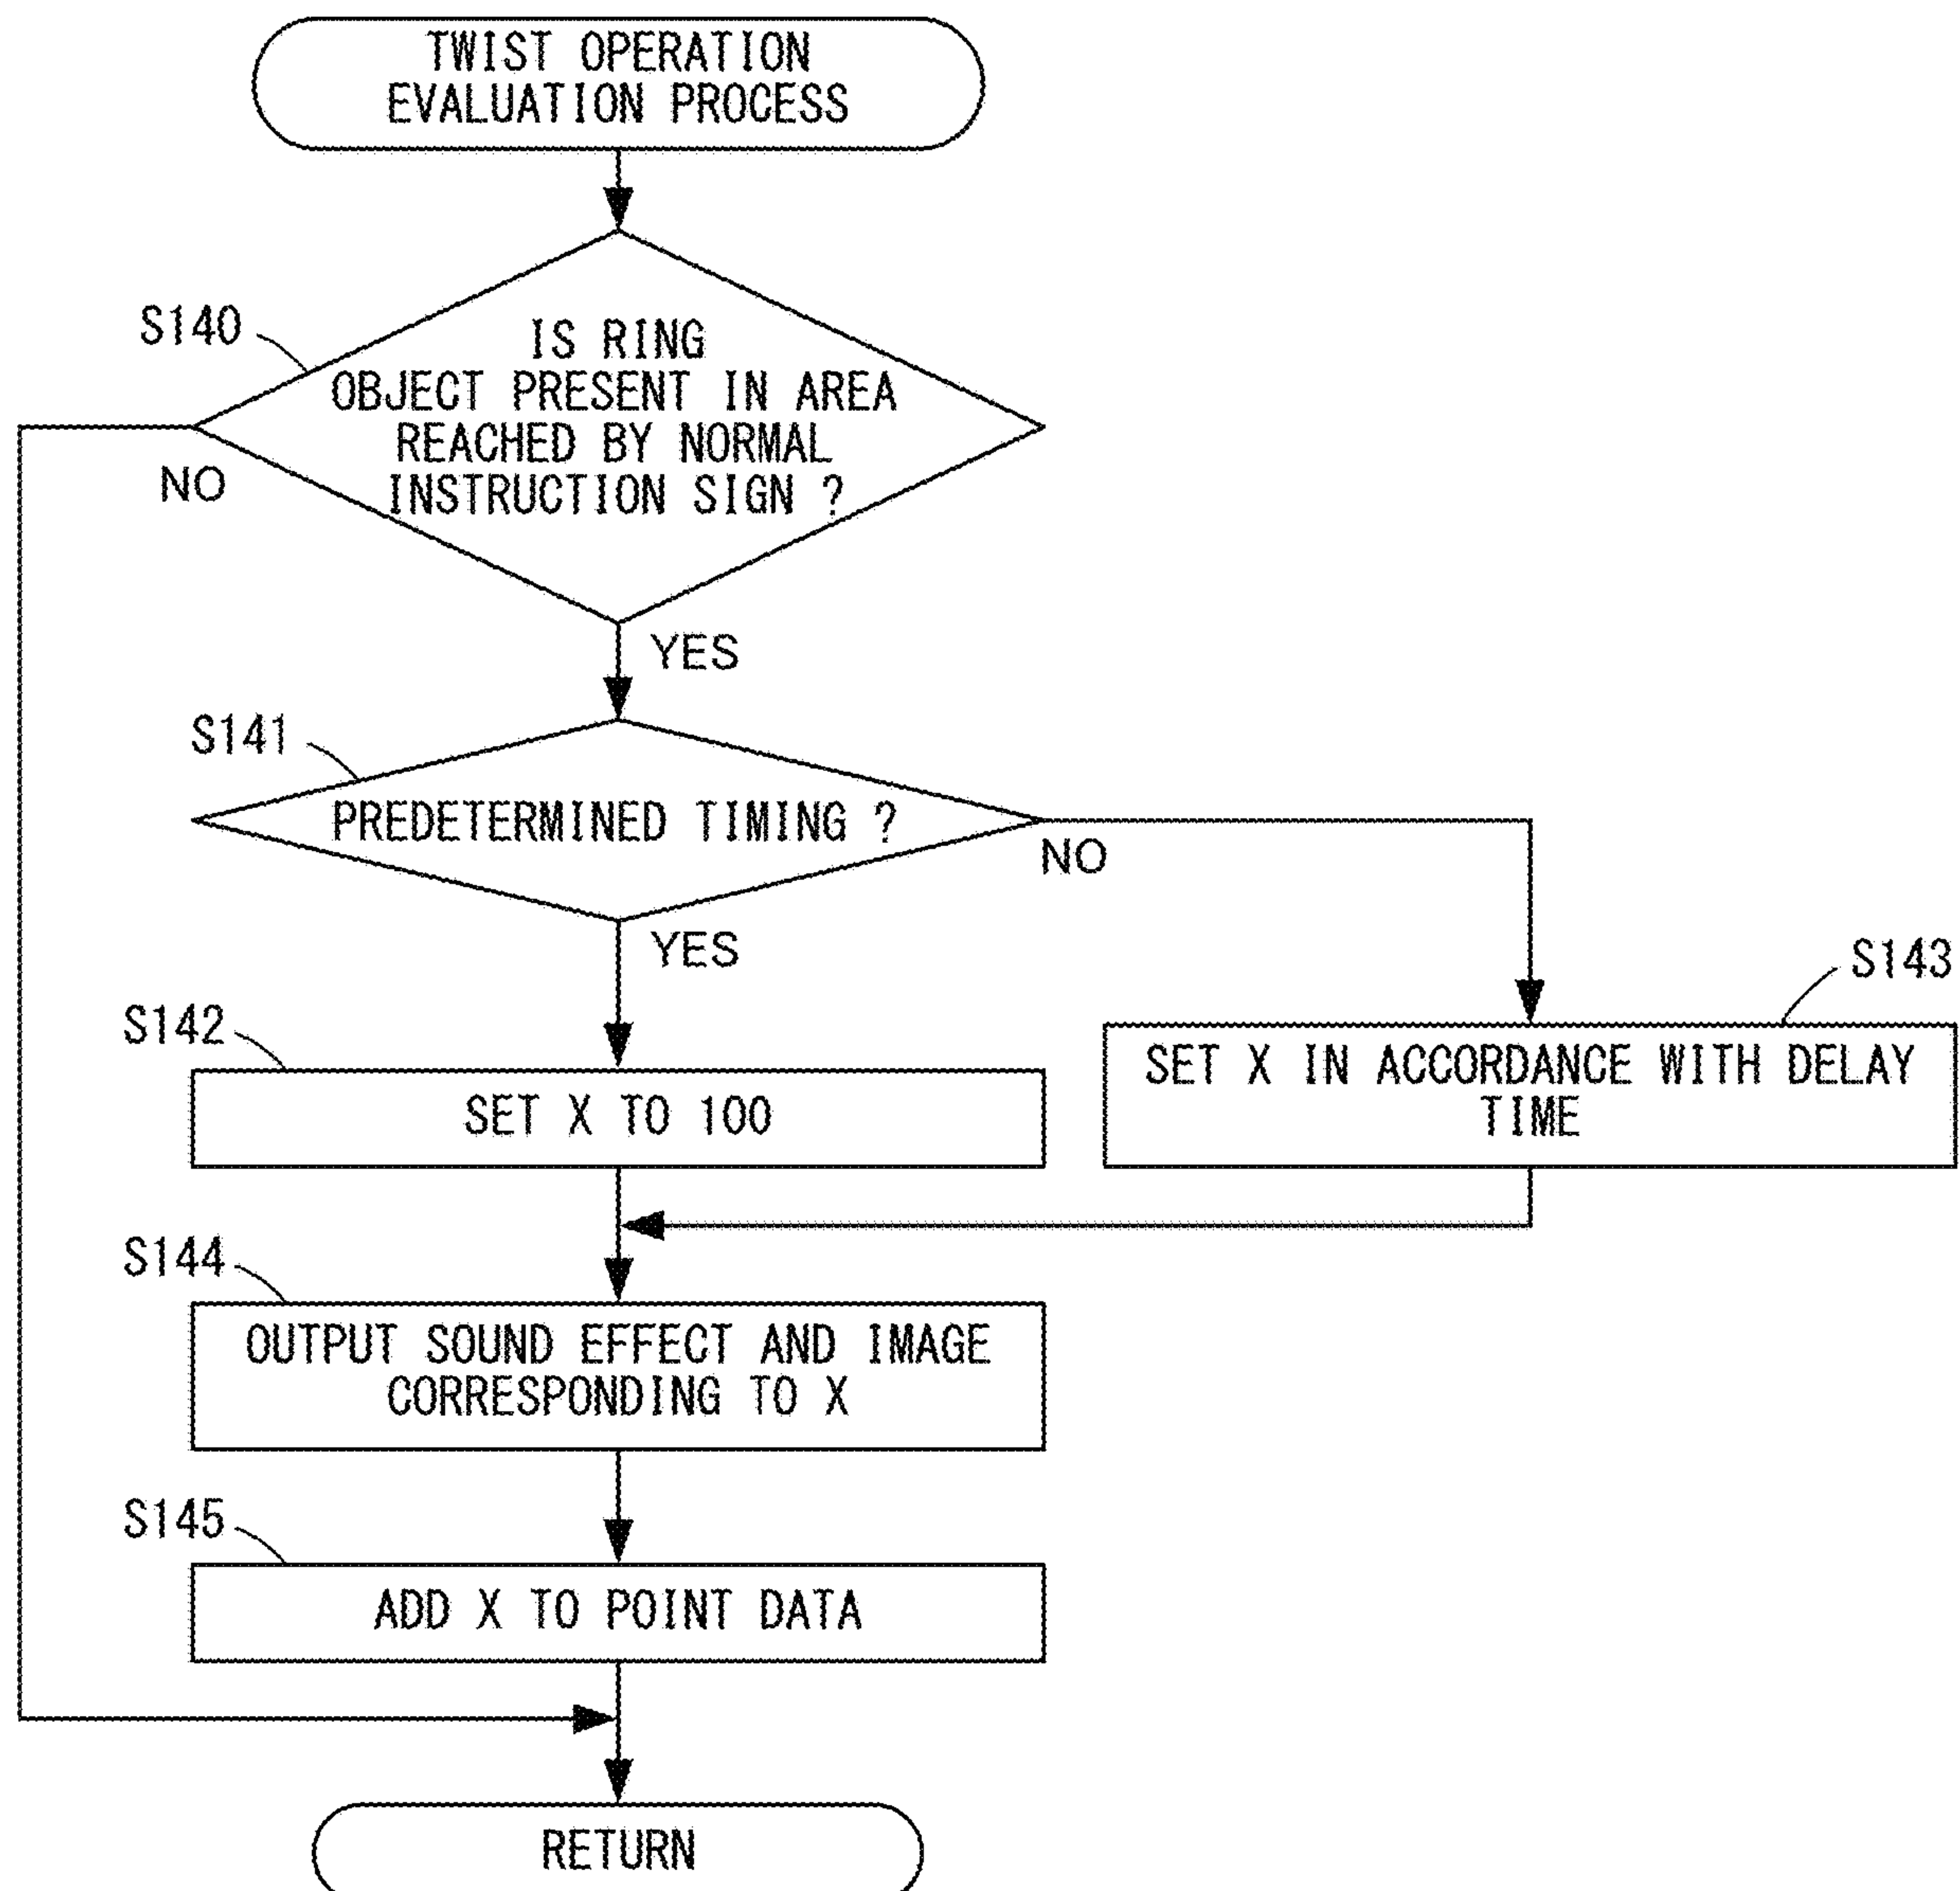 TWIST OPERATION
EVALUATION PROCESS
S140
IS RING
OBJECT PRESENT IN AREA
REACHED BY NORMAL
INSTRUCTION SIGN ?
NO
YES
S141
PREDETERMINED TIMING ?
NO
YES
S142
SET X TO 100
S143
SET X IN ACCORDANCE WITH DELAY
TIME
S144
OUTPUT SOUND EFFECT AND IMAGE
CORRESPONDING TO X
S145
ADD X TO POINT DATA
RETURN